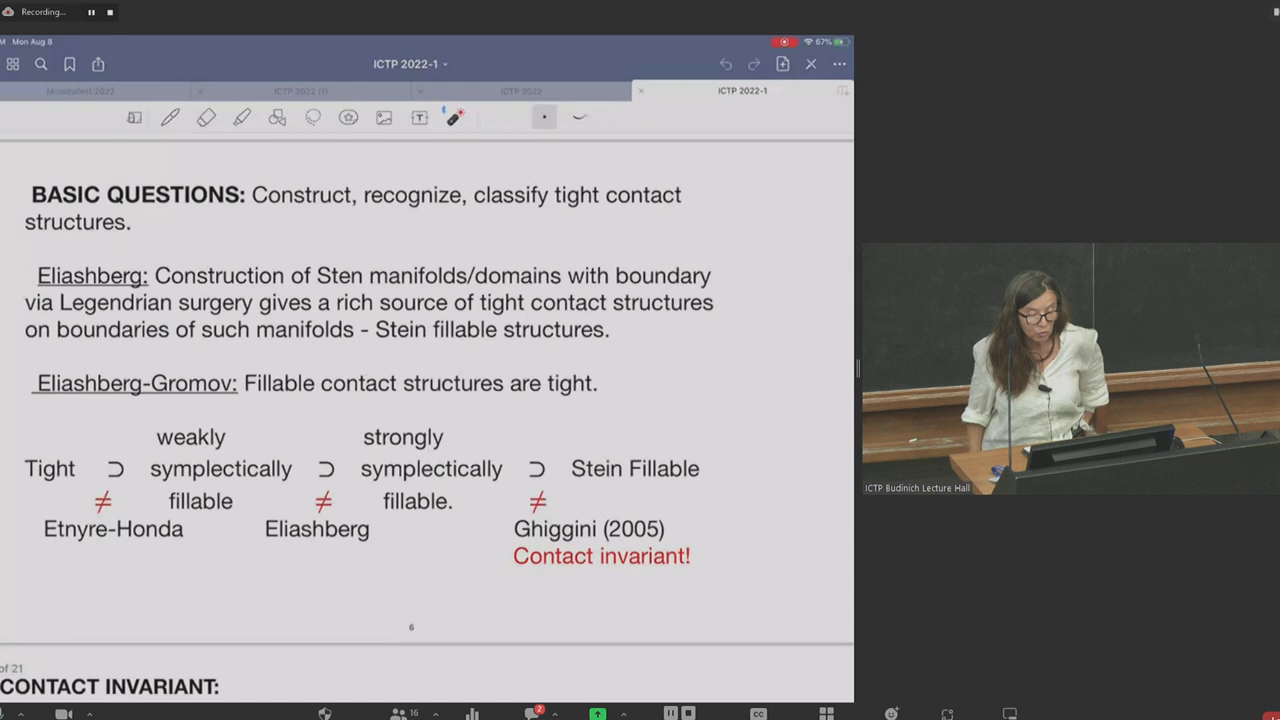 Recording...
Mon Aug 8
67%
ICTP 2022-1
ICTP 2022 (1)
ICTP 2022
ICTP 2022-1
BASIC QUESTIONS: Construct, recognize, classify tight contact
structures.
Eliashberg: Construction of Sten manifolds/domains with boundary
via Legendrian surgery gives a rich source of tight contact structures
on boundaries of such manifolds - Stein fillable structures.
Eliashberg-Gromov: Fillable contact structures are tight.
weakly strongly
Tight ⊃ symplectically ⊃ symplectically ⊃ Stein Fillable
≠ fillable ≠ fillable. ≠
Etnyre-Honda Eliashberg Ghiggini (2005)
Contact invariant!
6
of 21
CONTACT INVARIANT:
ICTP Budinich Lecture Hall
16
2
CC